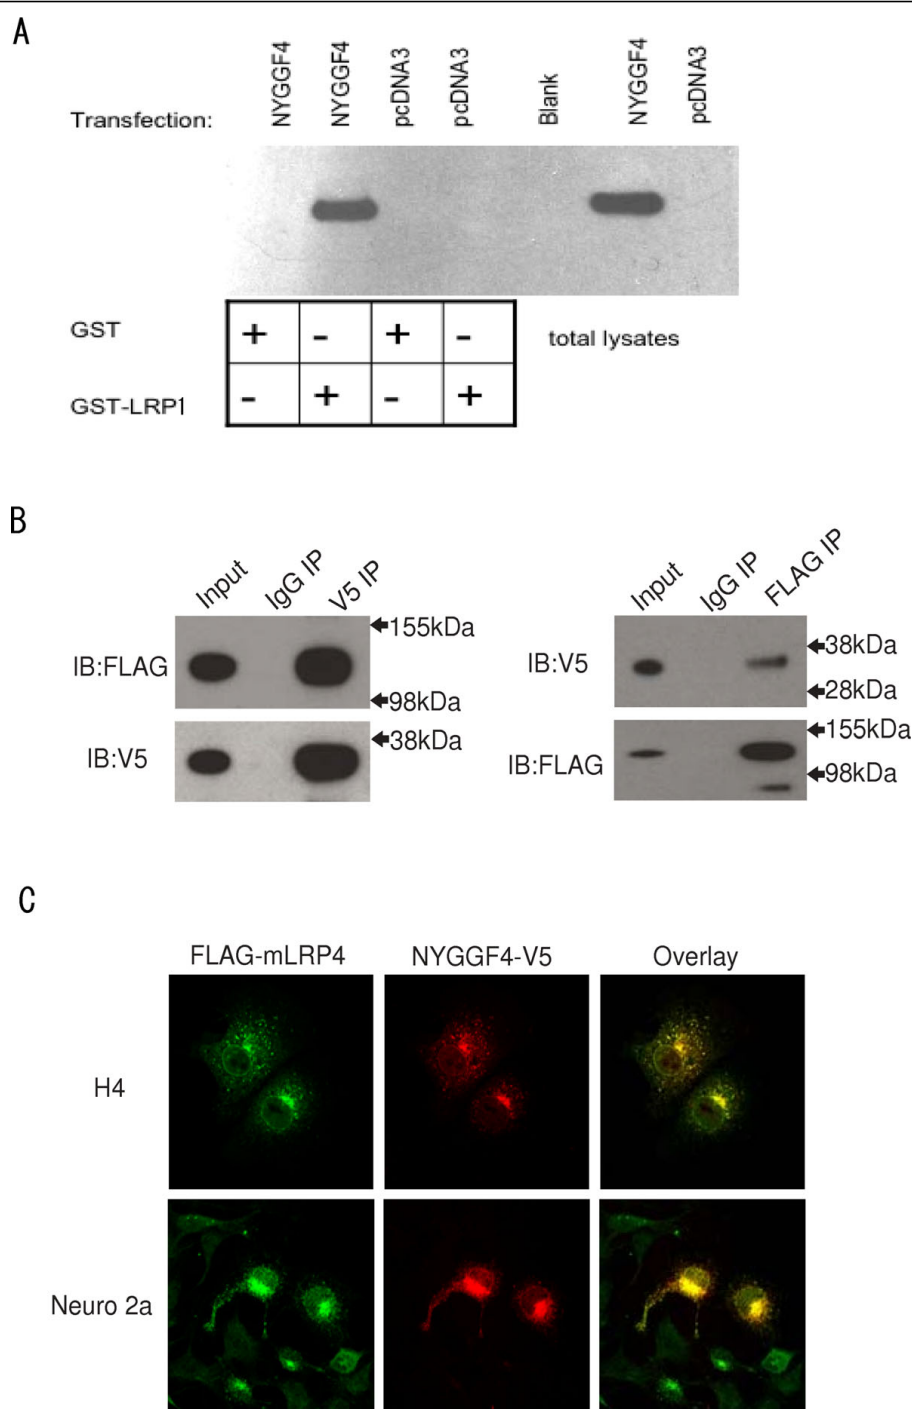 A
Transfection: NYGGF4 NYGGF4 pcDNA3 pcDNA3 Blank NYGGF4 pcDNA3
GST + - + - total lysates
GST-LRP1 - + - +
B
Input IgG IP V5 IP
155kDa
IB:FLAG
98kDa
38kDa
IB:V5
Input IgG IP FLAG IP
38kDa
IB:V5
28kDa
155kDa
IB:FLAG
98kDa
C
FLAG-mLRP4 NYGGF4-V5 Overlay
H4
Neuro 2a